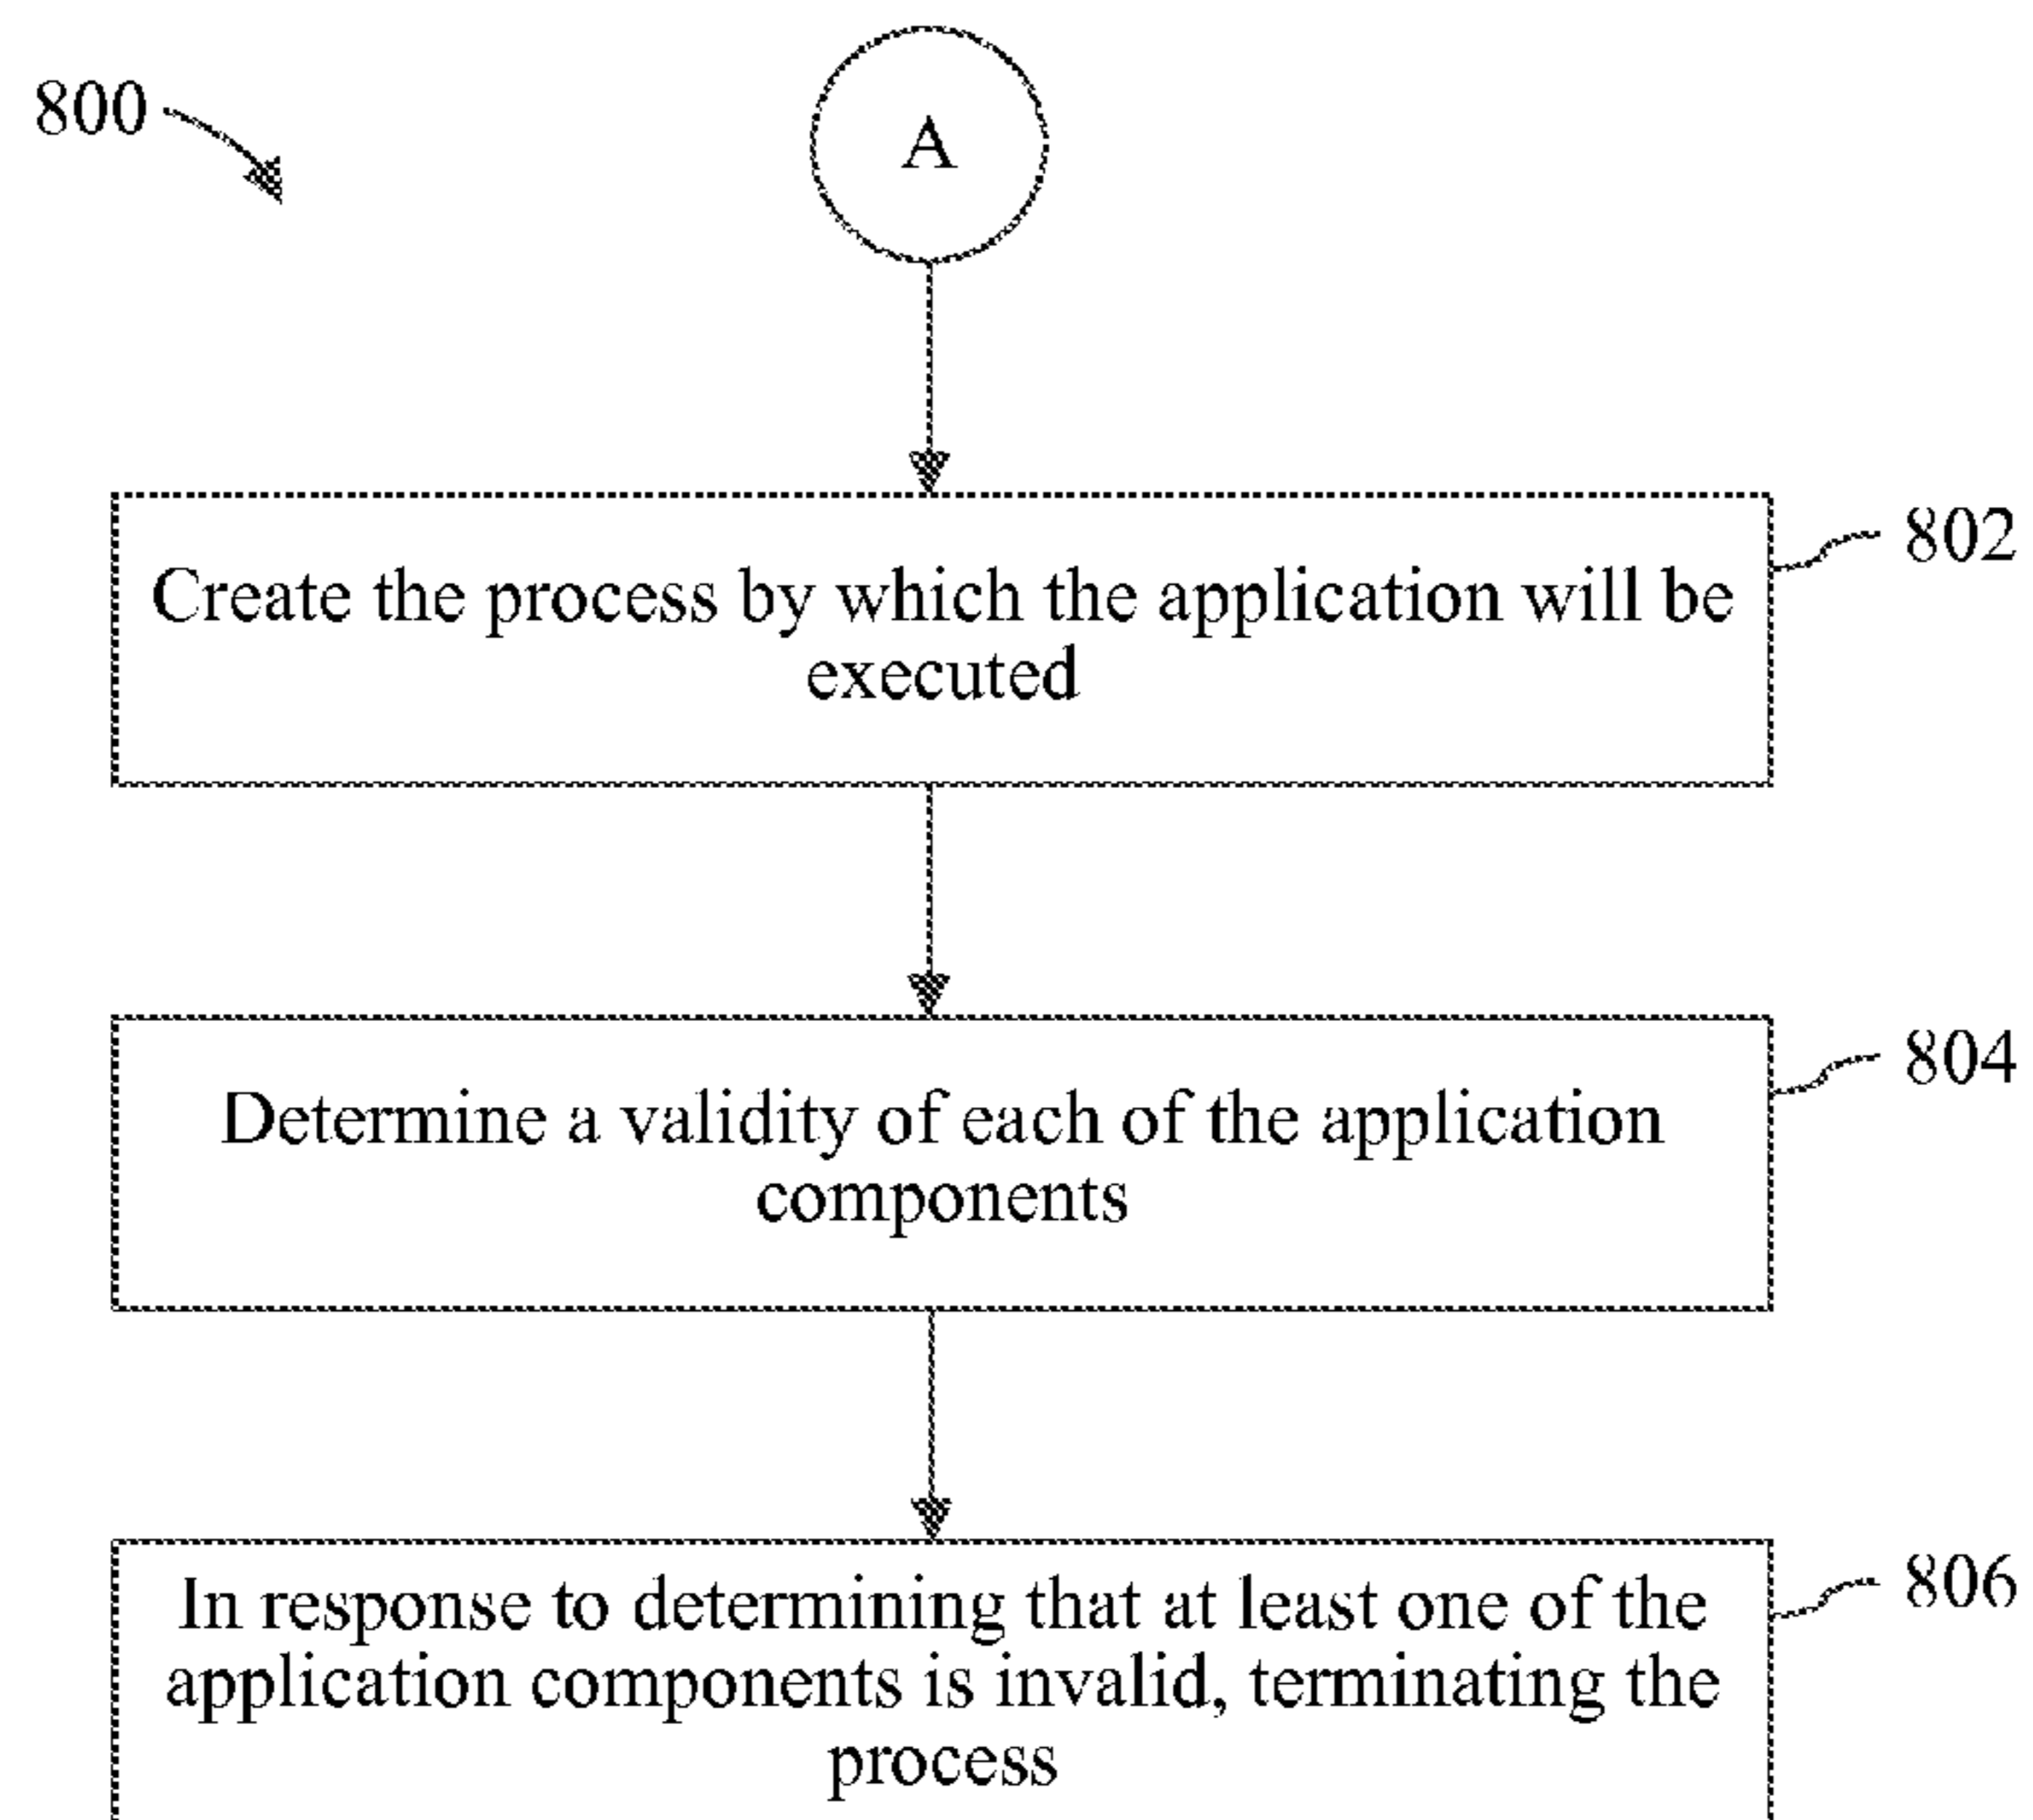 800
A
802
Create the process by which the application will be
executed
804
Determine a validity of each of the application
components
806
In response to determining that at least one of the
application components is invalid, terminating the
process